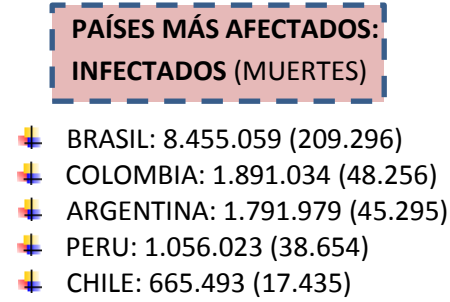 PAÍSES MÁS AFECTADOS:
INFECTADOS (MUERTES)
BRASIL: 8.455.059 (209.296)
COLOMBIA: 1.891.034 (48.256)
ARGENTINA: 1.791.979 (45.295)
PERU: 1.056.023 (38.654)
CHILE: 665.493 (17.435)